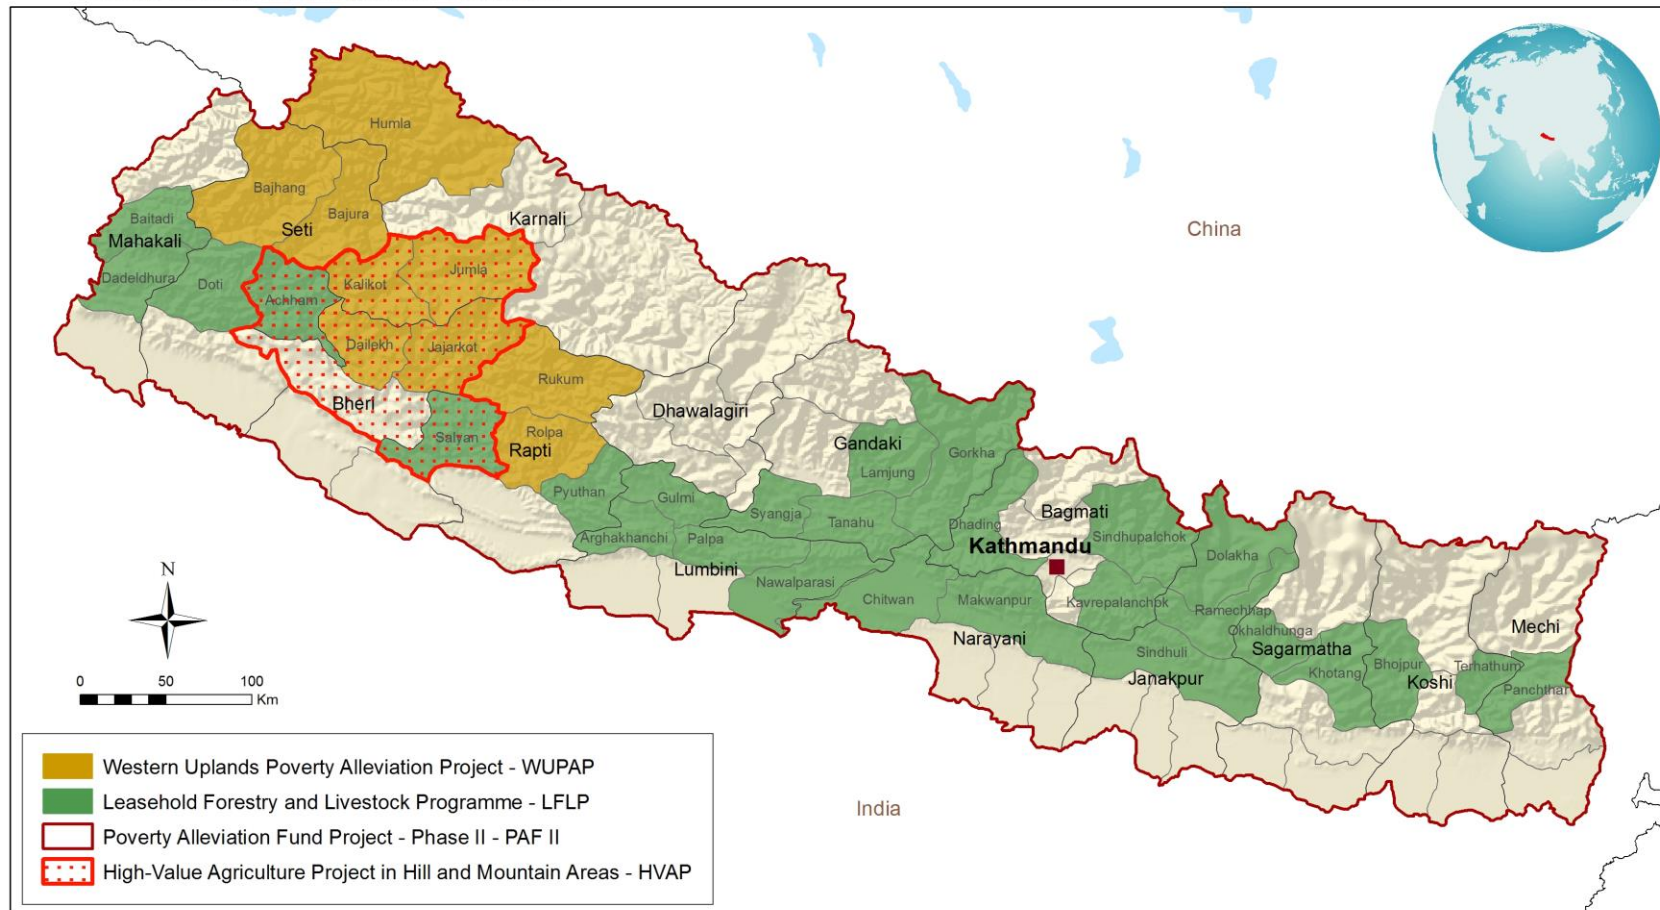 Humla
China
Bajhang
Karnali
Baitadi
Bajura
Seti
Mahakali
Jumla
Dadeldhura
Doti
Kalikot
Achham
Dailekh
Jajarkot
Rukum
Bheri
Dhawalagiri
Rolpa
Salyan
Rapti
Gandaki
Gorkha
Lamjung
Pyuthan
Gulmi
Syangja
Tanahu
Dhading
Bagmati
Sindhupalchok
Arghakhanchi
Palpa
Kathmandu
Dolakha
Lumbini
Nawalparasi
Chitwan
Makwanpur
Kavrepalanchok
Ramechhap
Okhaldhunga
Mechi
Narayani
Sindhuli
Sagarmatha
Khotang
Bhojpur
Terhathum
Janakpur
Koshi
Panchthar
N
0 50 100
Km
India
Western Uplands Poverty Alleviation Project - WUPAP
Leasehold Forestry and Livestock Programme - LFLP
Poverty Alleviation Fund Project - Phase II - PAF II
High-Value Agriculture Project in Hill and Mountain Areas - HVAP